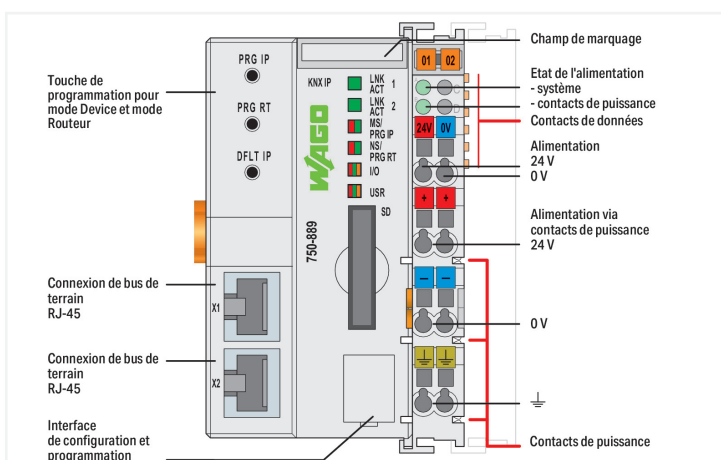 Touche de
programmation pour
mode Device et mode
Routeur
Connexion de bus de
terrain
RJ-45
Connexion de bus de
terrain
RJ-45
Interface
de configuration et
programmation
PRG IP
PRG RT
DFLT IP
X1
X2
KNX IP
LNK
ACT 1
LNK
ACT 2
MS/
PRG IP
NS/
PRG RT
I/O
USR
WAGO
SD
750-889
01 02
24V 0V
+ +
− −
Champ de marquage
Etat de l'alimentation
- système
- contacts de puissance
Contacts de données
Alimentation
24 V
0 V
Alimentation via
contacts de puissance
24 V
0 V
Contacts de puissance